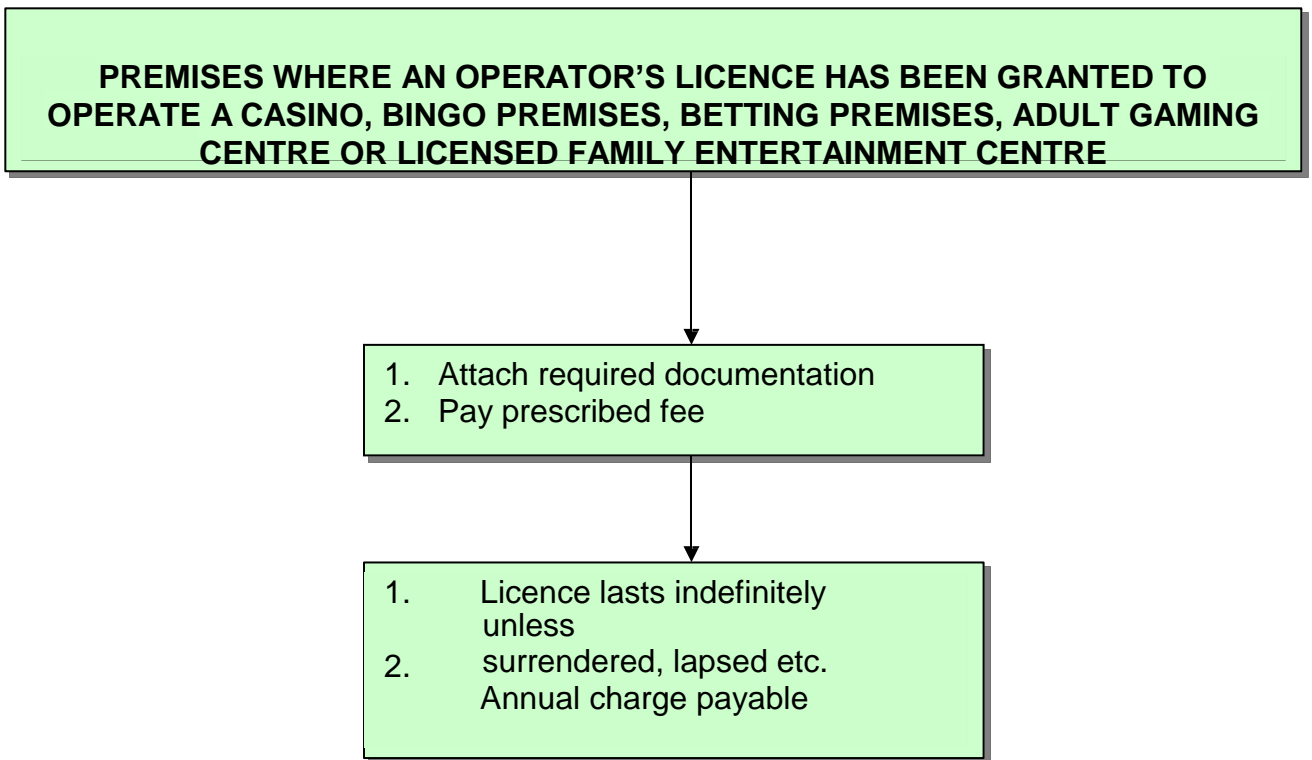 PREMISES WHERE AN OPERATOR’S LICENCE HAS BEEN GRANTED TO
OPERATE A CASINO, BINGO PREMISES, BETTING PREMISES, ADULT GAMING
CENTRE OR LICENSED FAMILY ENTERTAINMENT CENTRE
1. Attach required documentation
2. Pay prescribed fee
1. Licence lasts indefinitely
unless
2. surrendered, lapsed etc.
Annual charge payable